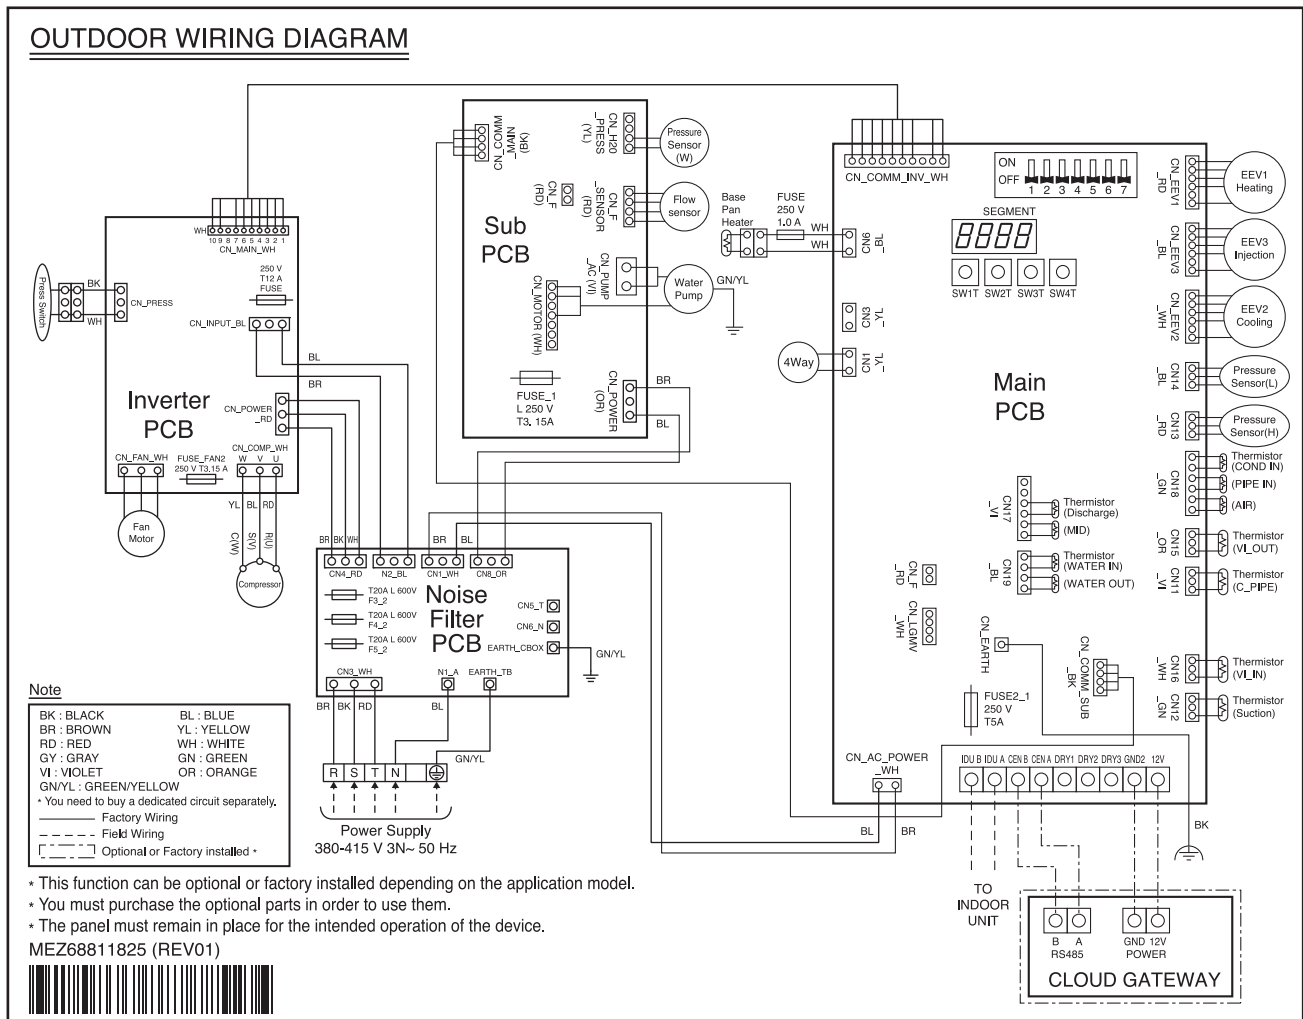 OUTDOOR WIRING DIAGRAM
CN_COMM
_MAIN
(BK)
CN_H20
_PRESS
(YL)
Pressure
Sensor
(W)
CN_F
(RD)
CN_F
_SENSOR
(RD)
Flow
sensor
Sub
PCB
CN_PUMP
_AC (VI)
Water
Pump
GN/YL
CN_MOTOR (WH)
FUSE_1
L 250 V
T3. 15A
CN_POWER
(OR)
BR
BL
Base
Pan
Heater
FUSE
250 V
1.0 A
WH
WH
CN6
_BL
CN3
_YL
4Way
CN1
_YL
CN_COMM_INV_WH
ON
OFF
1 2 3 4 5 6 7
SEGMENT
8888
SW1T SW2T SW3T SW4T
Main
PCB
CN_EEV1
_RD
EEV1
Heating
CN_EEV3
_BL
EEV3
Injection
CN_EEV2
_WH
EEV2
Cooling
CN14
_BL
Pressure
Sensor(L)
CN13
_RD
Pressure
Sensor(H)
CN18
_GN
Thermistor
(COND IN)
(PIPE IN)
(AIR)
CN15
_OR
Thermistor
(VI_OUT)
CN11
_VI
Thermistor
(C_PIPE)
CN16
_WH
Thermistor
(VI_IN)
CN12
_GN
Thermistor
(Suction)
CN17
_VI
Thermistor
(Discharge)
(MID)
CN19
_BL
Thermistor
(WATER IN)
(WATER OUT)
CN_F
_RD
CN_LGMV
_WH
CN_EARTH
CN_COMM_SUB
_BK
FUSE2_1
250 V
T5A
CN_AC_POWER
_WH
BL
BR
IDU B IDU A CEN B CEN A DRY1 DRY2 DRY3 GND2 12V
BK
TO
INDOOR
UNIT
B A
RS485
GND 12V
POWER
CLOUD GATEWAY
WH
10 9 8 7 6 5 4 3 2 1
CN_MAIN_WH
Press Switch
BK
WH
CN_PRESS
250 V
T12 A
FUSE
CN_INPUT_BL
BL
BR
Inverter
PCB
CN_POWER
_RD
CN_FAN_WH
FUSE_FAN2
250 V T3.15 A
CN_COMP_WH
W V U
YL BL RD
C(W)
S(V)
R(U)
Fan
Motor
Compressor
BR BK WH
BR BL
CN4_RD N2_BL CN1_WH CN8_OR
T20A L 600V
F3_2
T20A L 600V
F4_2
T20A L 600V
F5_2
Noise
Filter
PCB
CN5_T
CN6_N
EARTH_CBOX
GN/YL
CN3_WH
N1_A
EARTH_TB
BR BK RD
BL
GN/YL
R S T N
Power Supply
380-415 V 3N~ 50 Hz
Note
BK : BLACK BL : BLUE
BR : BROWN YL : YELLOW
RD : RED WH : WHITE
GY : GRAY GN : GREEN
VI : VIOLET OR : ORANGE
GN/YL : GREEN/YELLOW
* You need to buy a dedicated circuit separately.
Factory Wiring
Field Wiring
Optional or Factory installed *
* This function can be optional or factory installed depending on the application model.
* You must purchase the optional parts in order to use them.
* The panel must remain in place for the intended operation of the device.
MEZ68811825 (REV01)